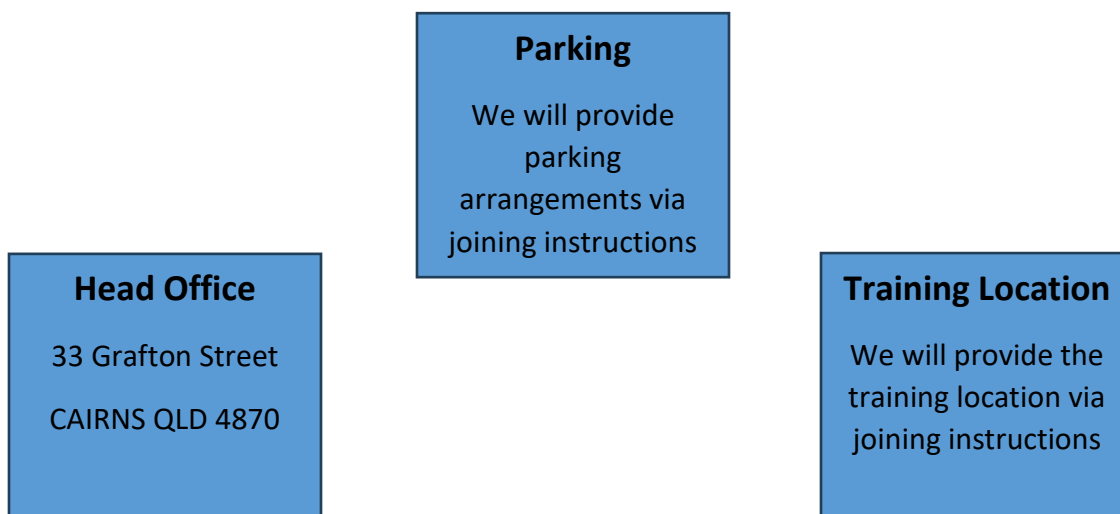 Parking
We will provide
parking
arrangements via
joining instructions
Head Office
33 Grafton Street
CAIRNS QLD 4870
Training Location
We will provide the
training location via
joining instructions